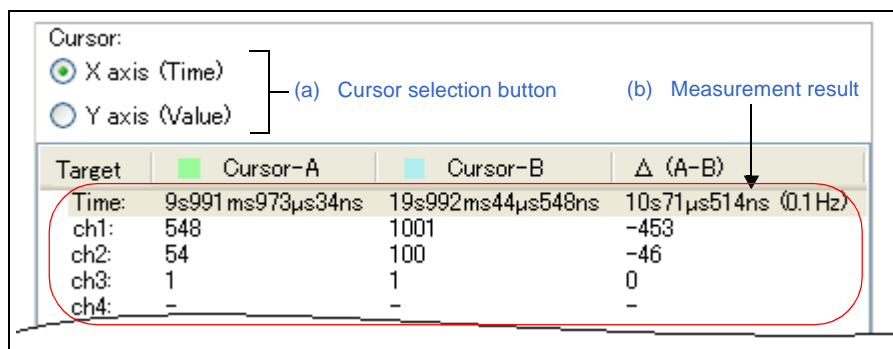 Cursor:
X axis (Time)
(a) Cursor selection button
(b) Measurement result
Y axis (Value)
Target Cursor-A Cursor-B Δ (A-B)
Time: 9s991ms973µs34ns 19s992ms44µs548ns 10s71µs514ns (0.1Hz)
ch1: 548 1001 -453
ch2: 54 100 -46
ch3: 1 1 0
ch4: - - -